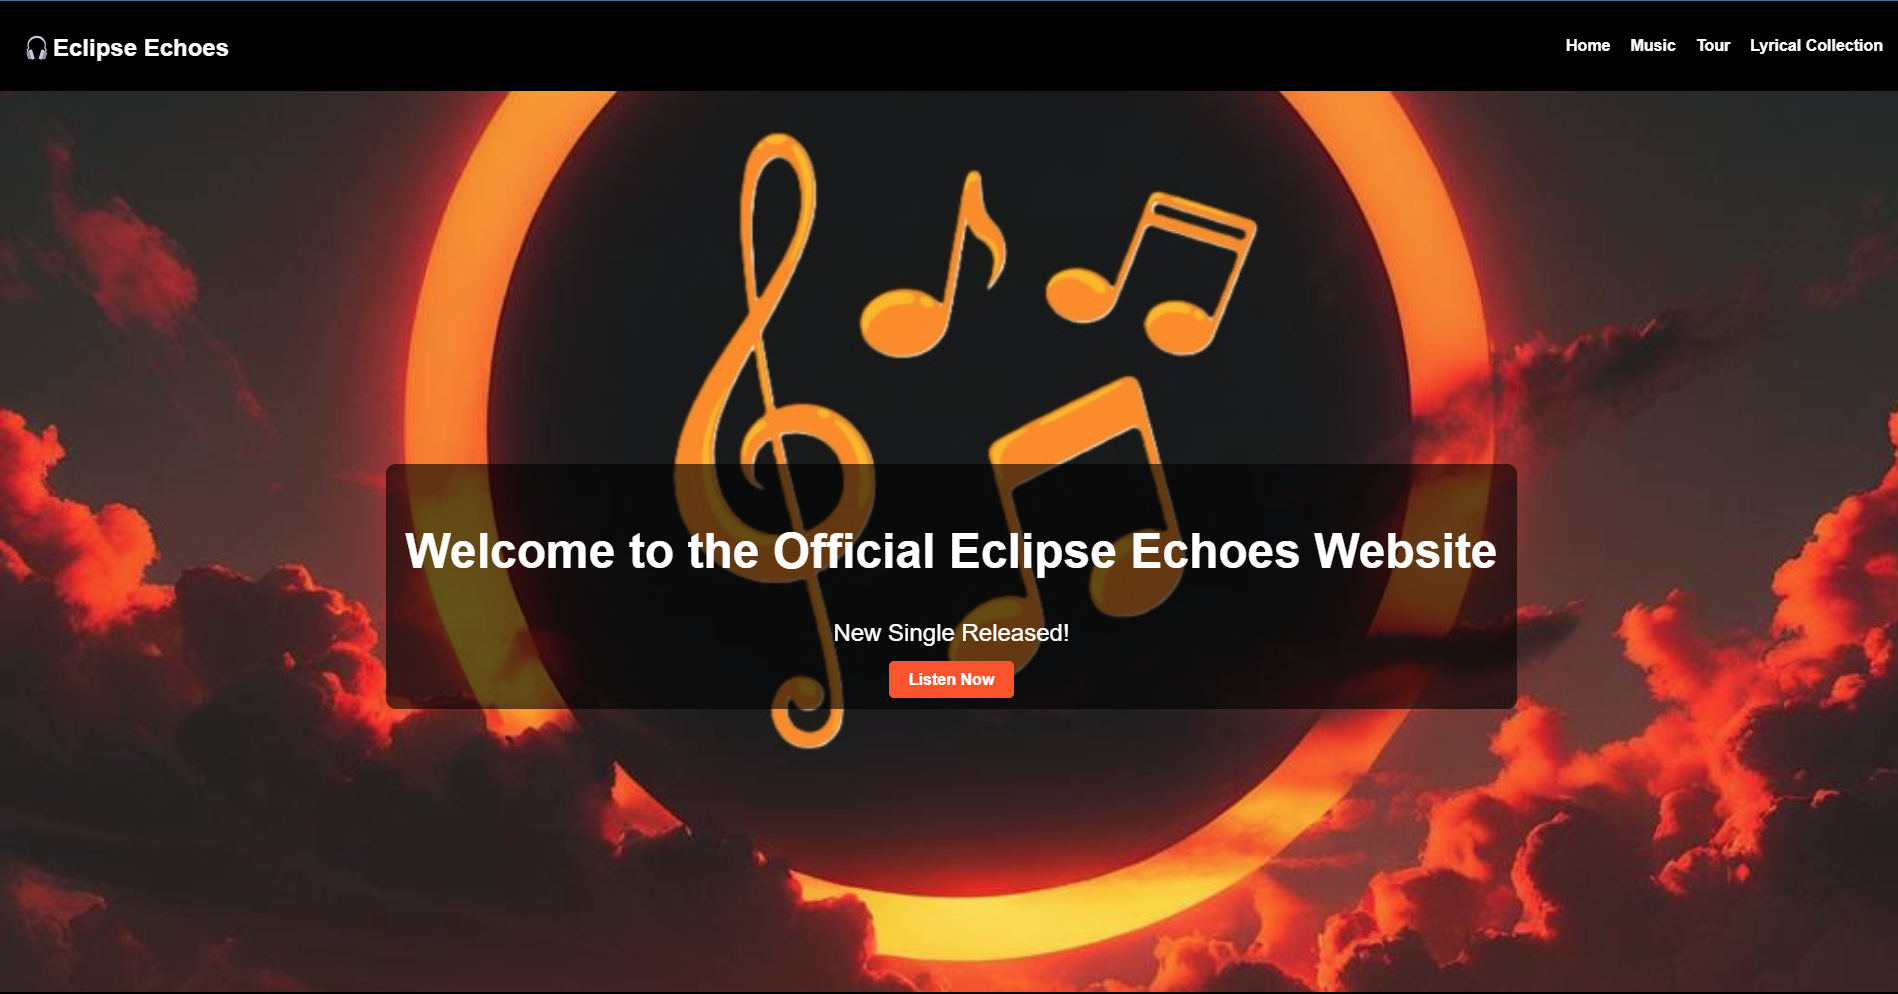 Eclipse Echoes
Home Music Tour Lyrical Collection
Welcome to the Official Eclipse Echoes Website
New Single Released!
Listen Now